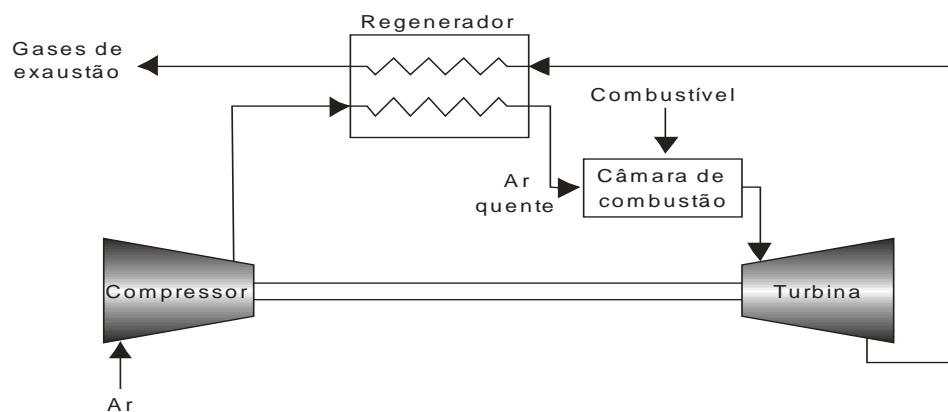 Regenerador
Gases de
exaustão
Combustível
Ar
quente
Câmara de
combustão
Compressor
Turbina
Ar